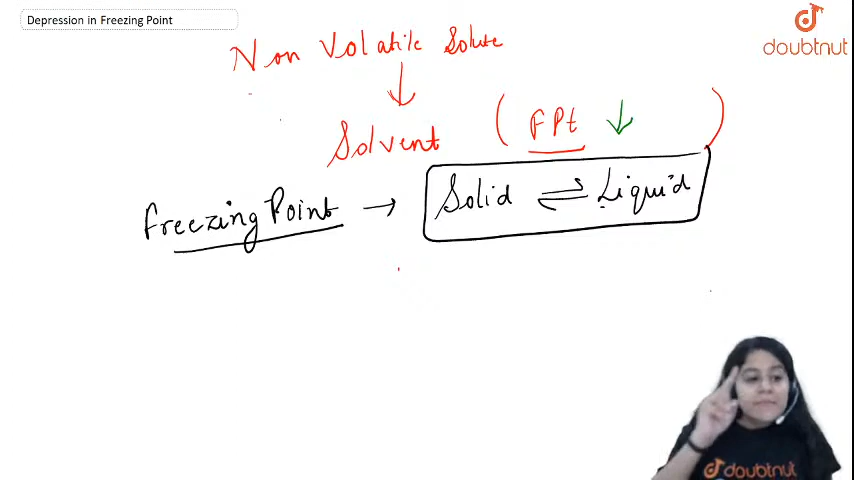 Depression in Freezing Point
doubtnut
Non Volatile Solute
↓
Solvent (FPt ↓)
Freezing Point → Solid ⇌ Liquid
doubtnut